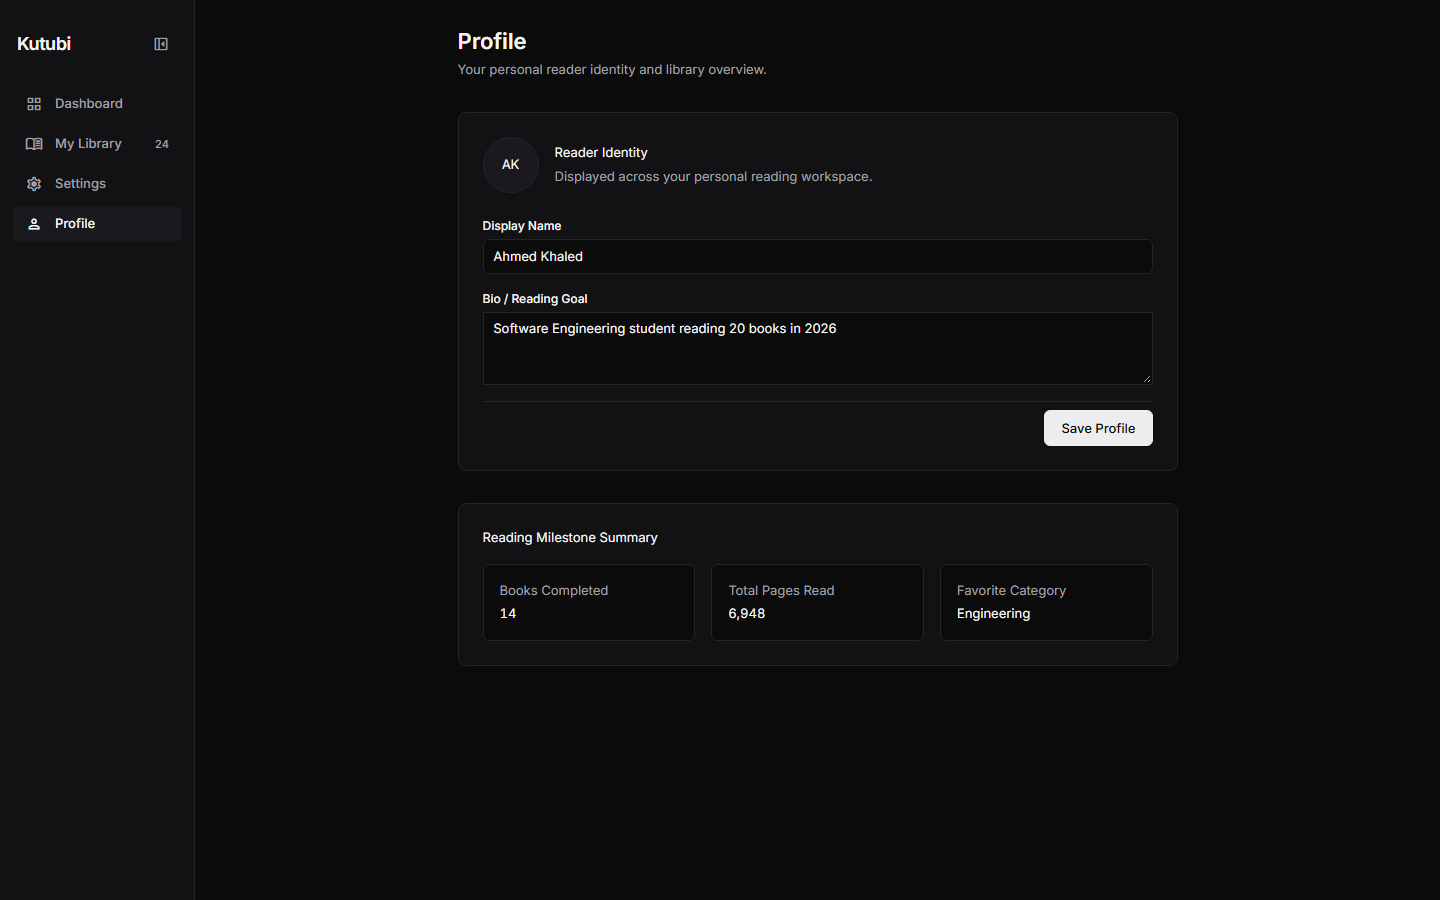 Kutubi
Dashboard
My Library 24
Settings
Profile
Profile
Your personal reader identity and library overview.
AK
Reader Identity
Displayed across your personal reading workspace.
Display Name
Ahmed Khaled
Bio / Reading Goal
Software Engineering student reading 20 books in 2026
Save Profile
Reading Milestone Summary
Books Completed
14
Total Pages Read
6,948
Favorite Category
Engineering